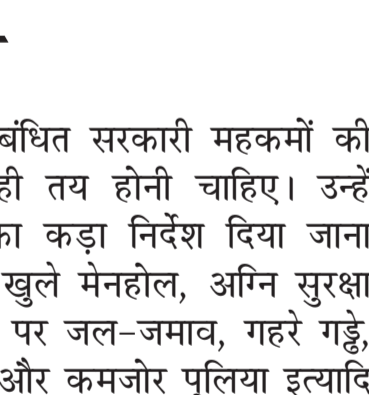 बंधित सरकारी महकमों की
ही तय होनी चाहिए। उन्हें
का कड़ा निर्देश दिया जाना
खुले मेनहोल, अग्नि सुरक्षा
पर जल-जमाव, गहरे गड्ढे,
और कमजोर पुलिया इत्यादि